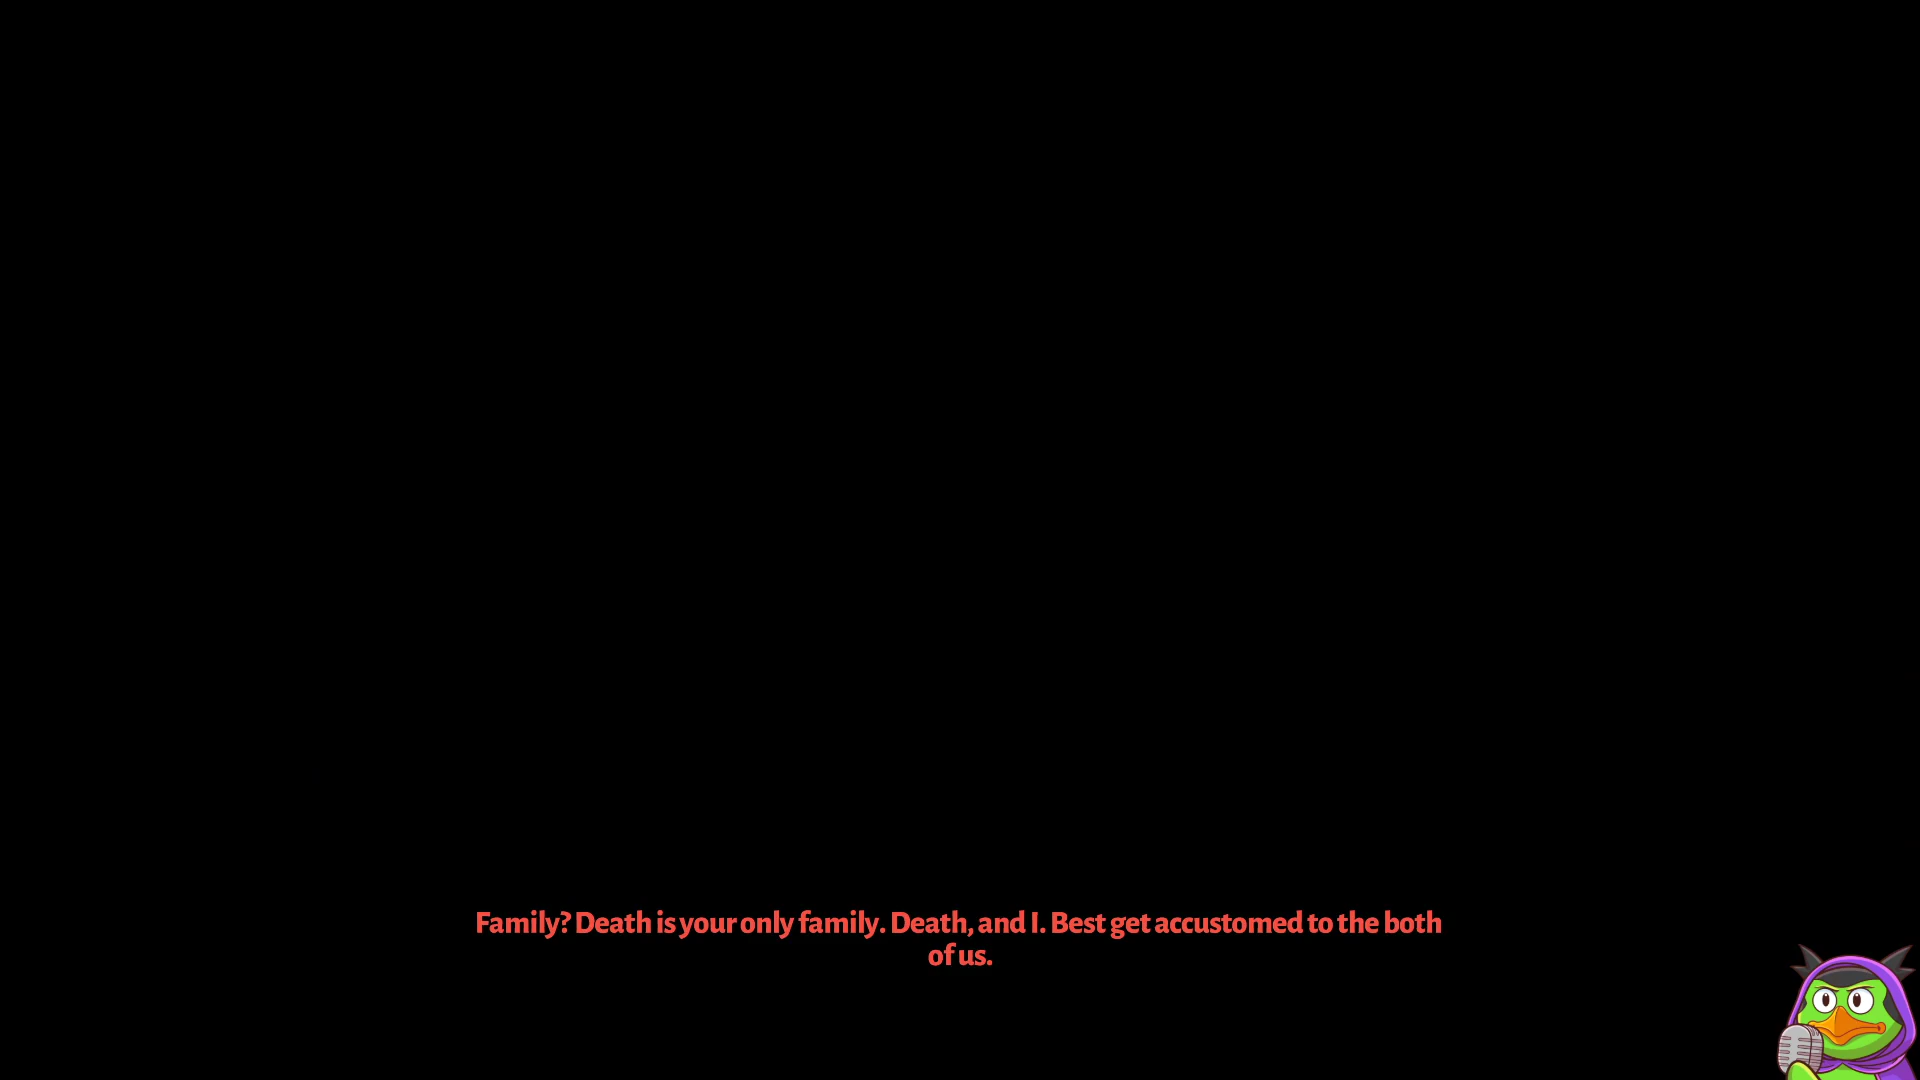 Family? Death is your only family. Death, and I. Best get accustomed to the both
of us.